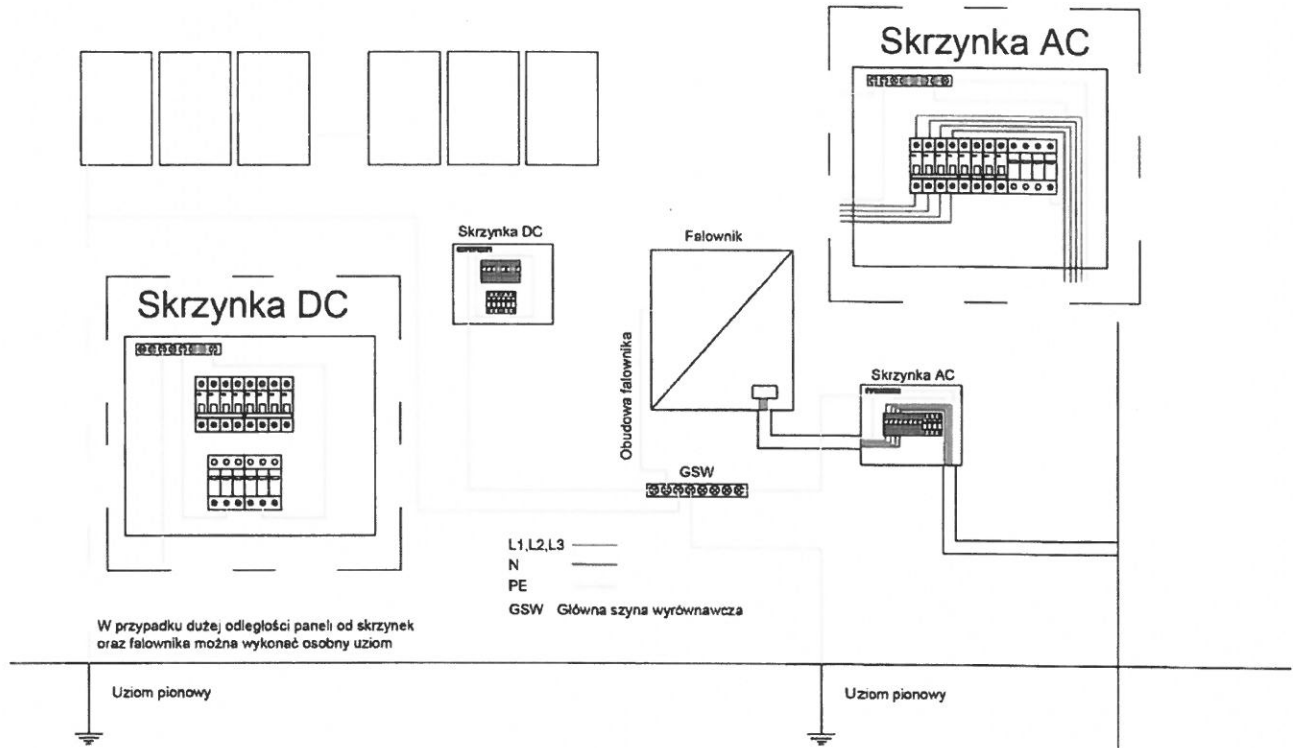 Skrzynka AC
Skrzynka DC
Falownik
Skrzynka DC
Obudowa falownika
Skrzynka AC
GSW
L1,L2,L3
N
PE
GSW Główna szyna wyrównawcza
W przypadku dużej odległości paneli od skrzynek
oraz falownika można wykonać osobny uziom
Uziom pionowy
Uziom pionowy